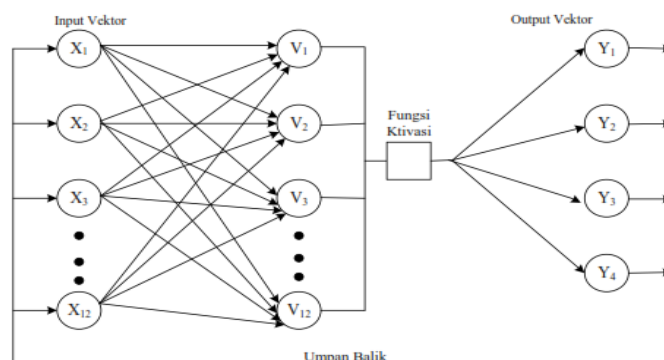 Input Vektor
Output Vektor
X1
V1
Y1
X2
V2
Fungsi
Ktivasi
Y2
X3
V3
Y3
Y4
X12
V12
Umpan Balik